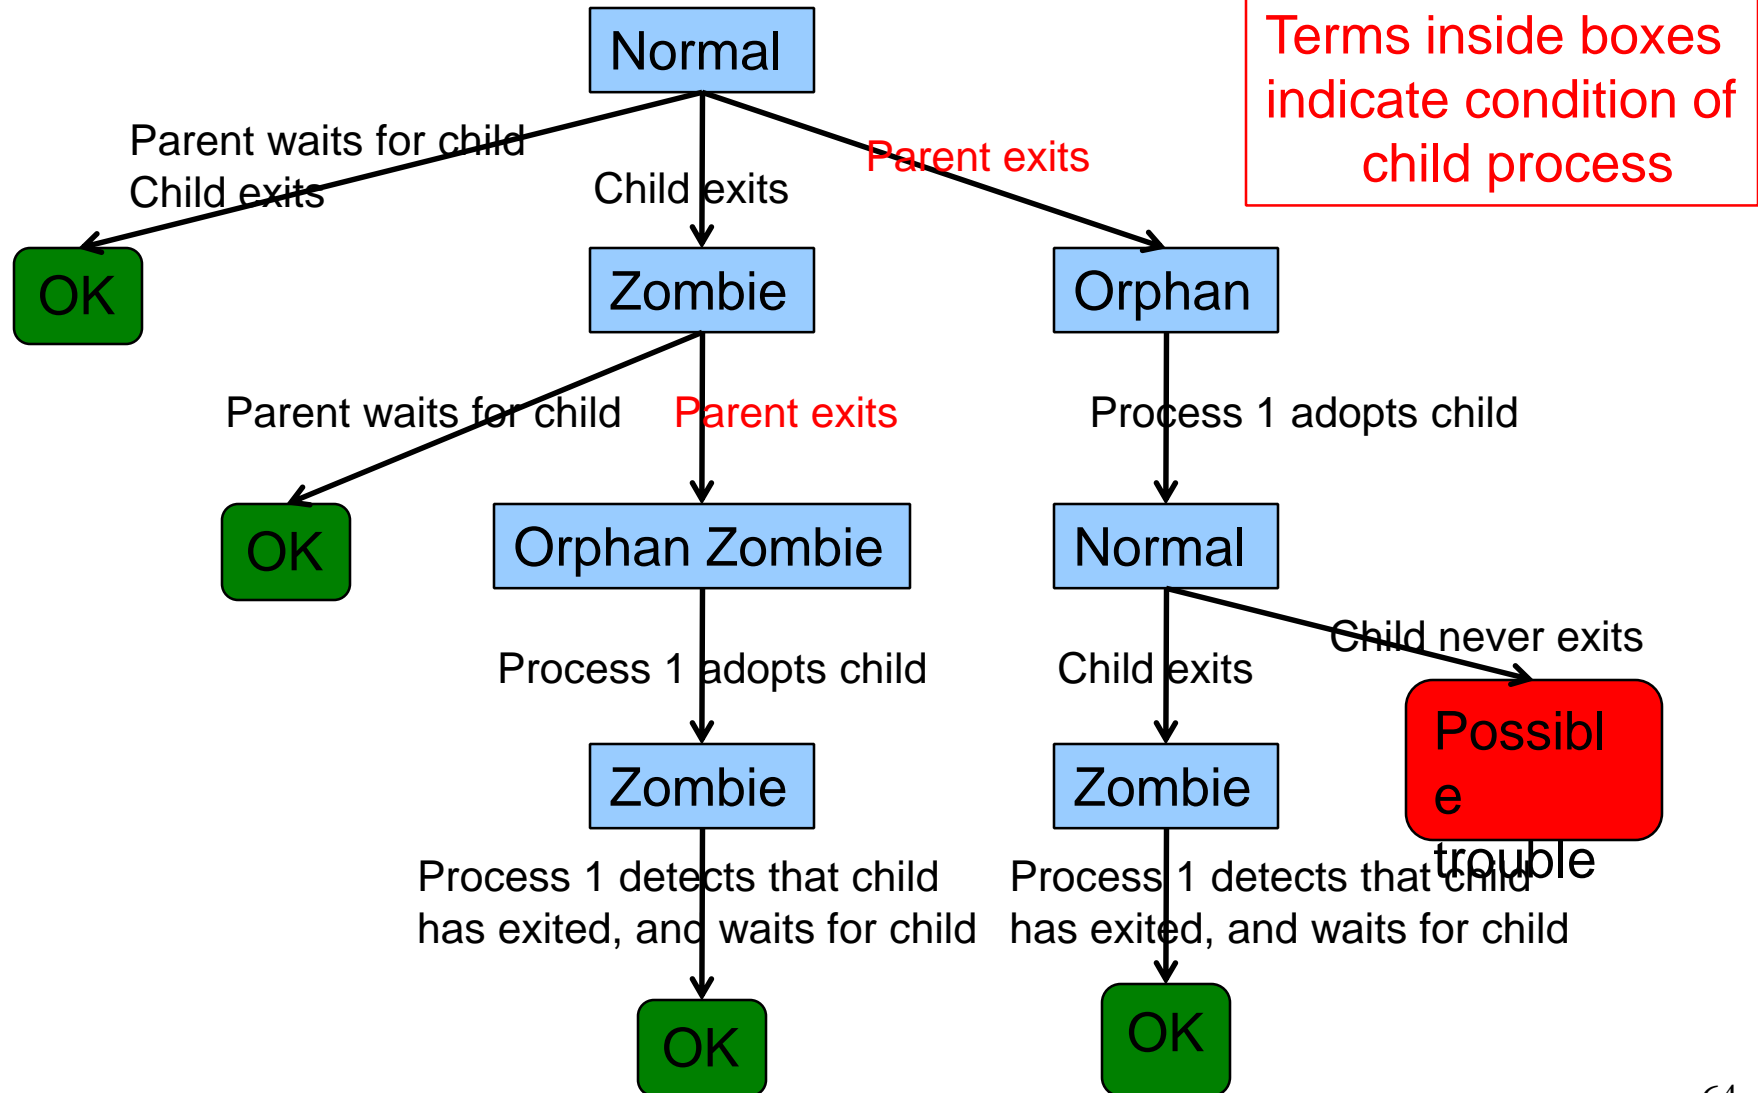 Normal
Terms inside boxes
indicate condition of
child process
Parent waits for child
Child exits
Child exits
Parent exits
OK
Zombie
Orphan
Parent waits for child
Parent exits
Process 1 adopts child
OK
Orphan Zombie
Normal
Process 1 adopts child
Child exits
Child never exits
Zombie
Zombie
Possibl
e
trouble
Process 1 detects that child
has exited, and waits for child
Process 1 detects that child
has exited, and waits for child
OK
OK
64